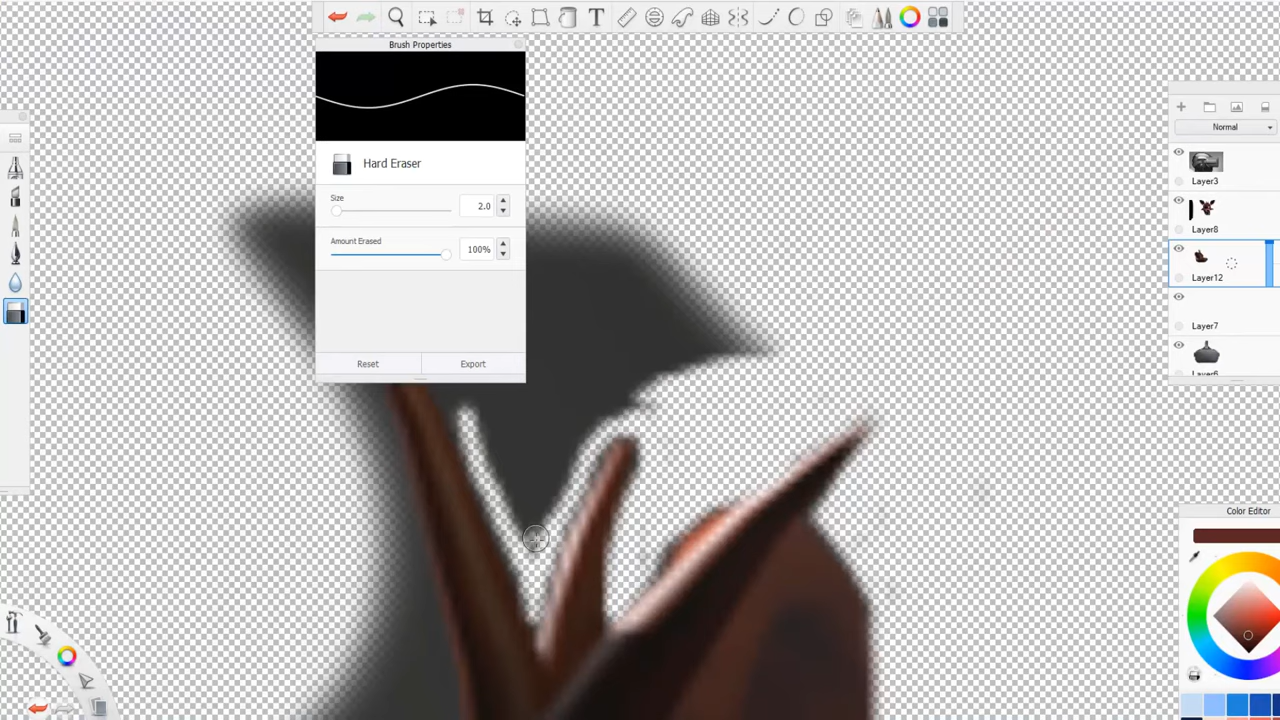 Brush Properties
Hard Eraser
Size
2.0
Amount Erased
100%
Reset
Export
Normal
Layer3
Layer8
Layer12
Layer7
Layer6
Color Editor